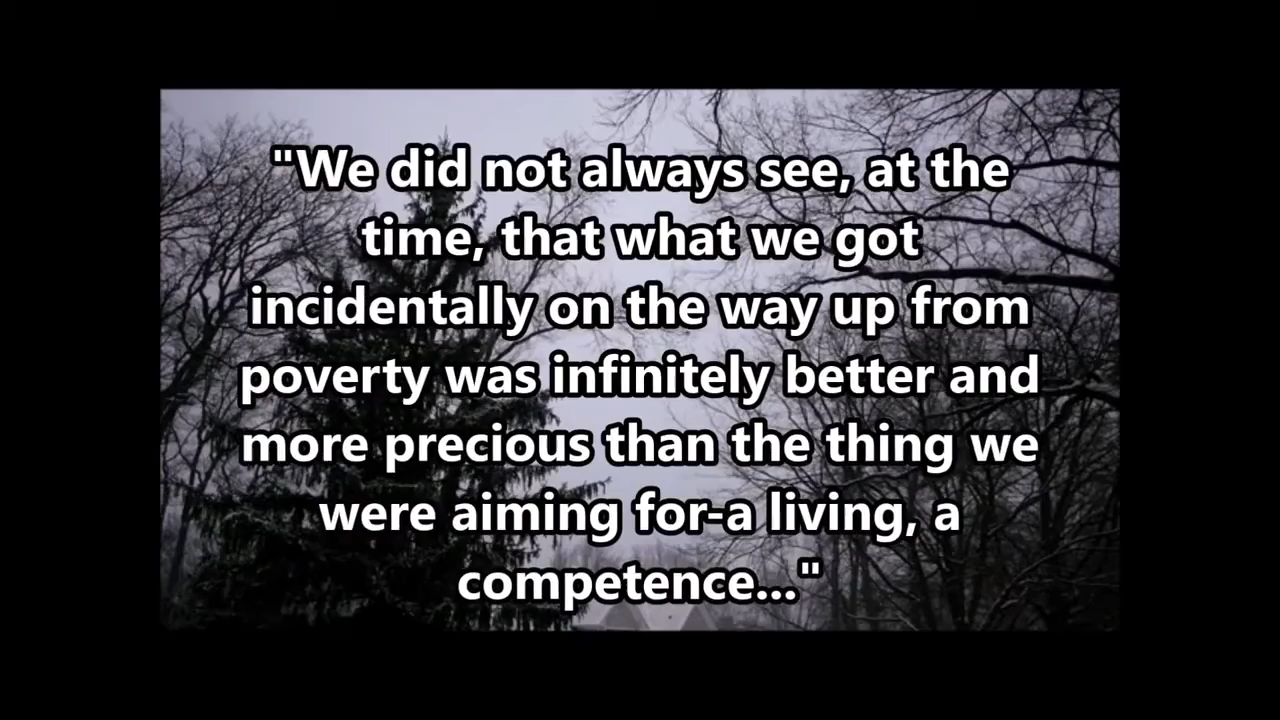 "We did not always see, at the
time, that what we got
incidentally on the way up from
poverty was infinitely better and
more precious than the thing we
were aiming for-a living, a
competence..."